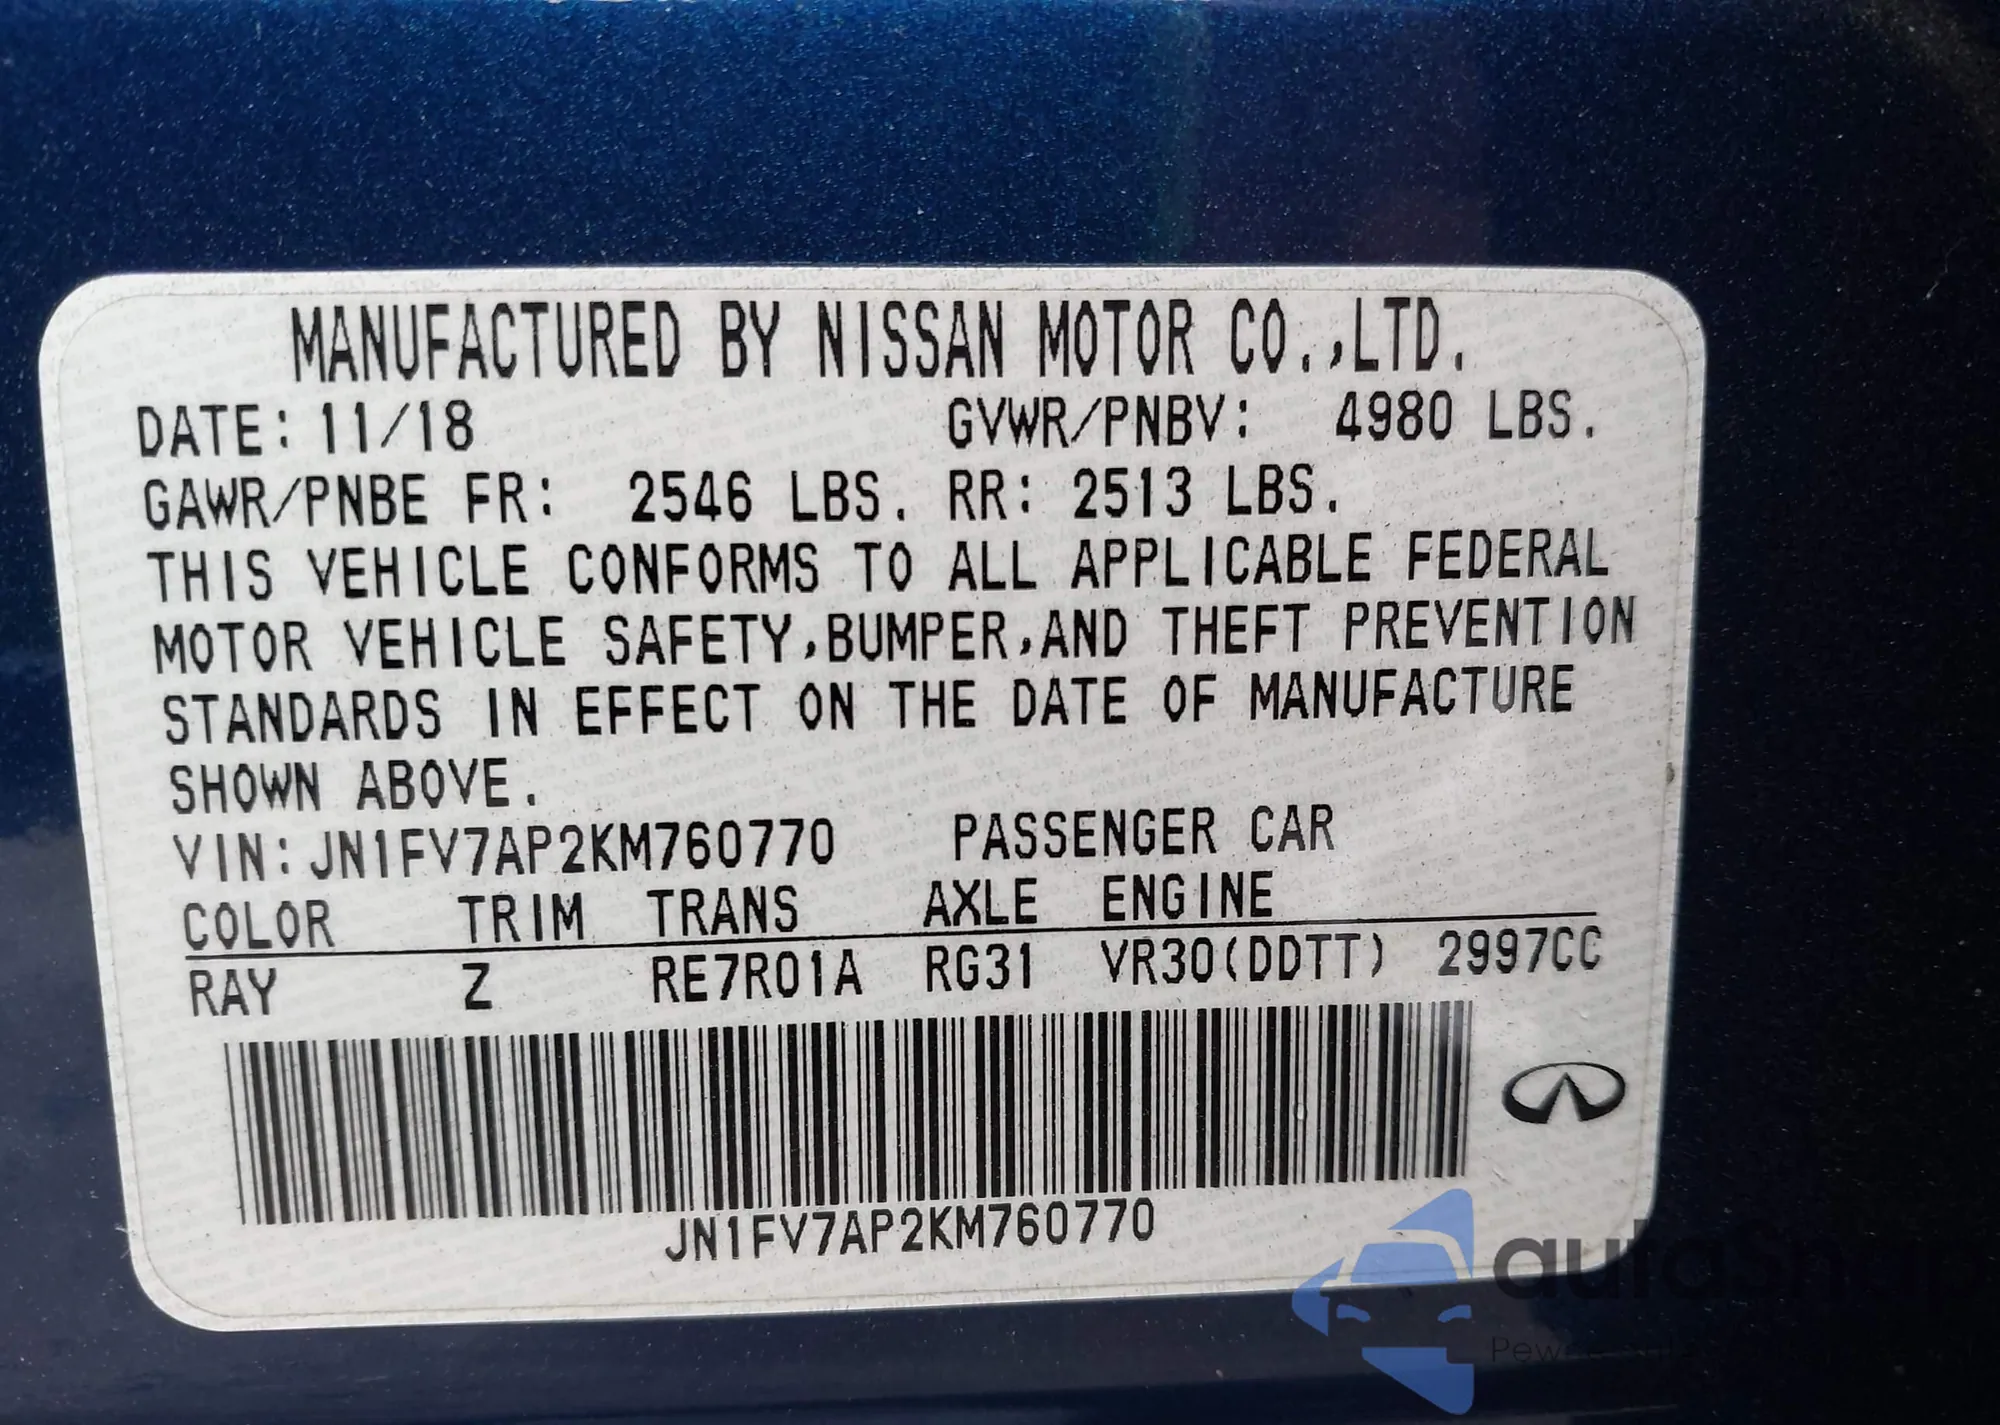 MANUFACTURED BY NISSAN MOTOR CO.,LTD.
DATE: 11/18 GVWR/PNBV: 4980 LBS.
GAWR/PNBE FR: 2546 LBS. RR: 2513 LBS.
THIS VEHICLE CONFORMS TO ALL APPLICABLE FEDERAL
MOTOR VEHICLE SAFETY,BUMPER,AND THEFT PREVENTION
STANDARDS IN EFFECT ON THE DATE OF MANUFACTURE
SHOWN ABOVE.
VIN:JN1FV7AP2KM760770 PASSENGER CAR
COLOR TRIM TRANS AXLE ENGINE
RAY Z RE7R01A RG31 VR30(DDTT) 2997CC
JN1FV7AP2KM760770